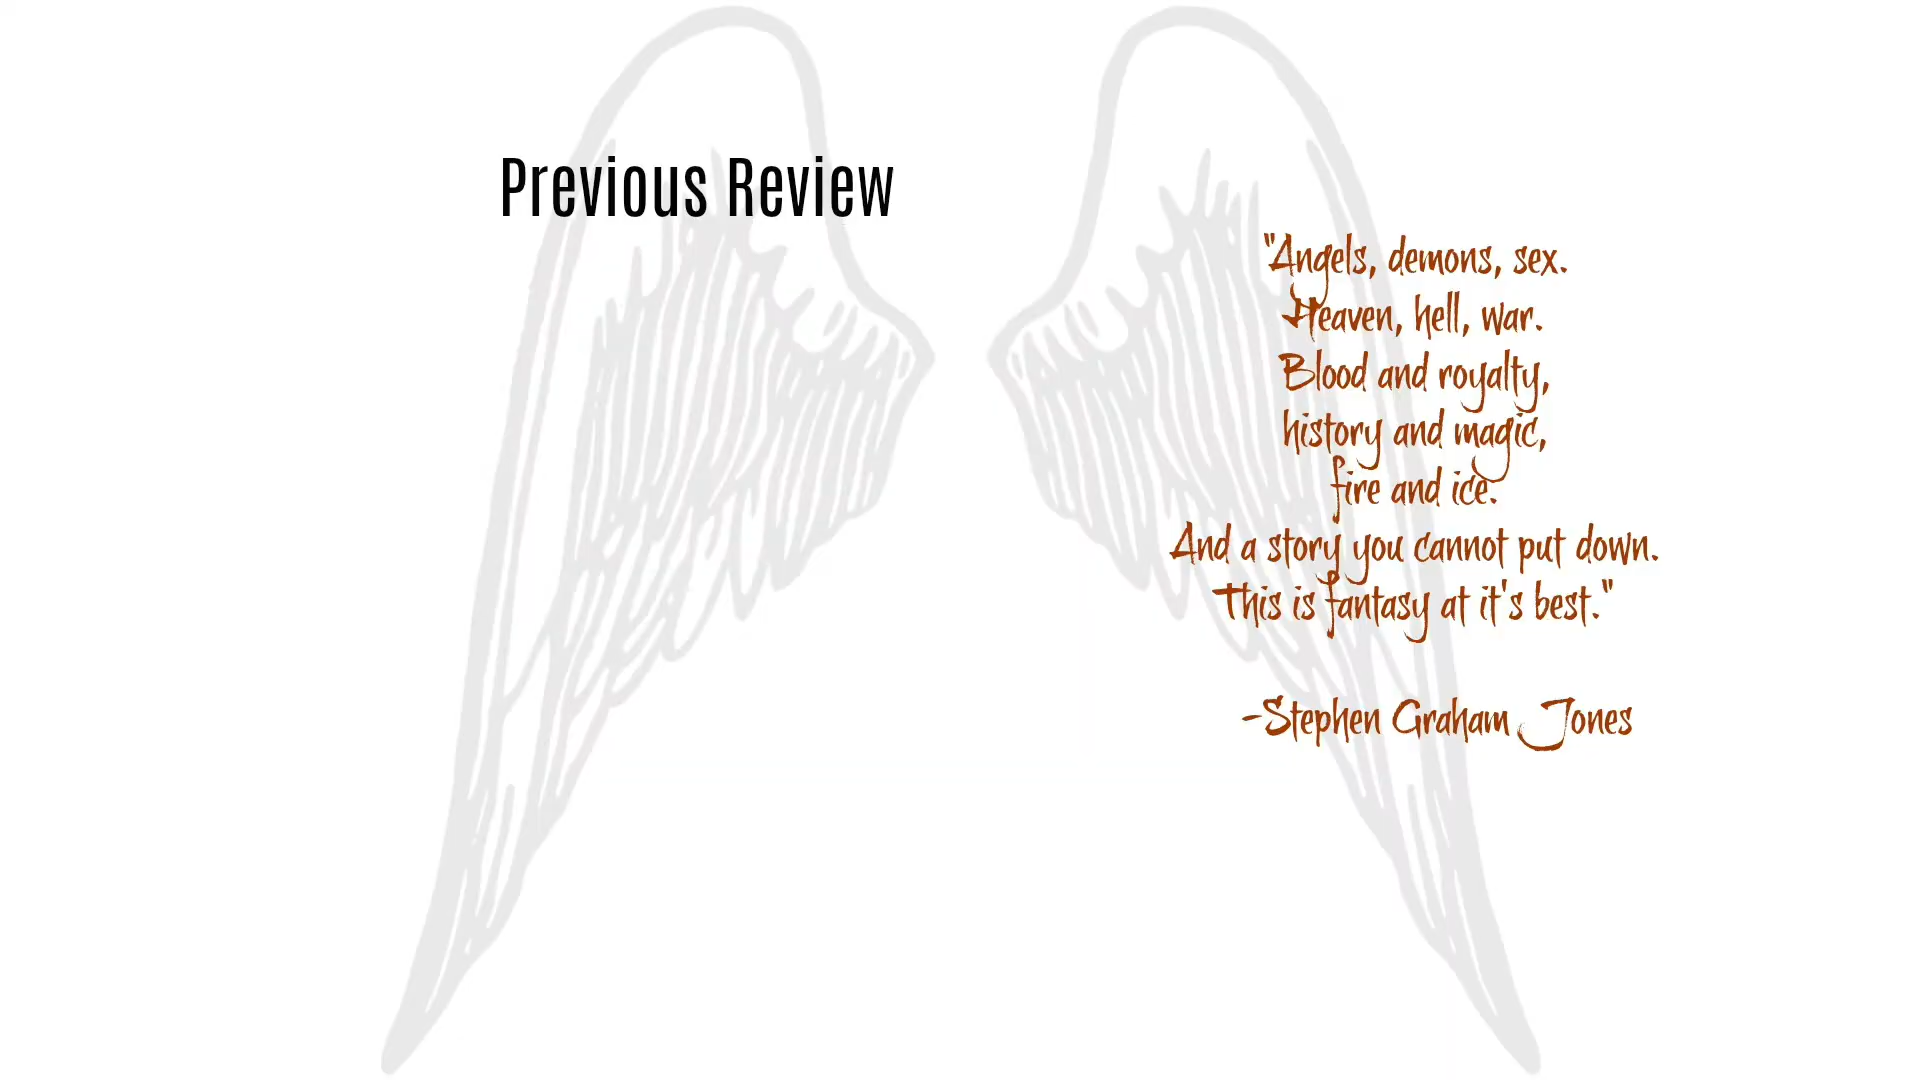 Previous Review
"Angels, demons, sex.
Heaven, hell, war.
Blood and royalty,
history and magic,
fire and ice.
And a story you cannot put down.
This is fantasy at it's best."
-Stephen Graham Jones